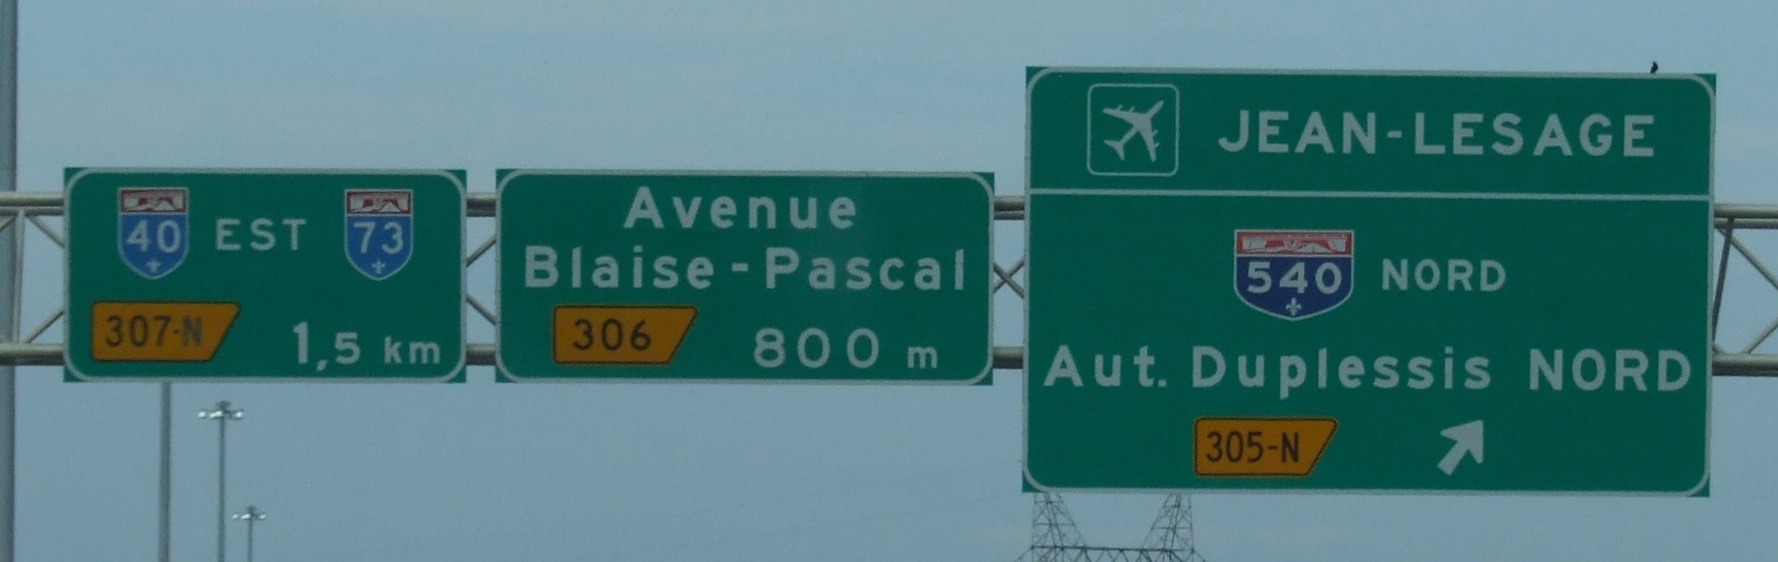 40 EST 73
307-N 1,5 km
Avenue
Blaise-Pascal
306 800 m
JEAN-LESAGE
540 NORD
Aut. Duplessis NORD
305-N